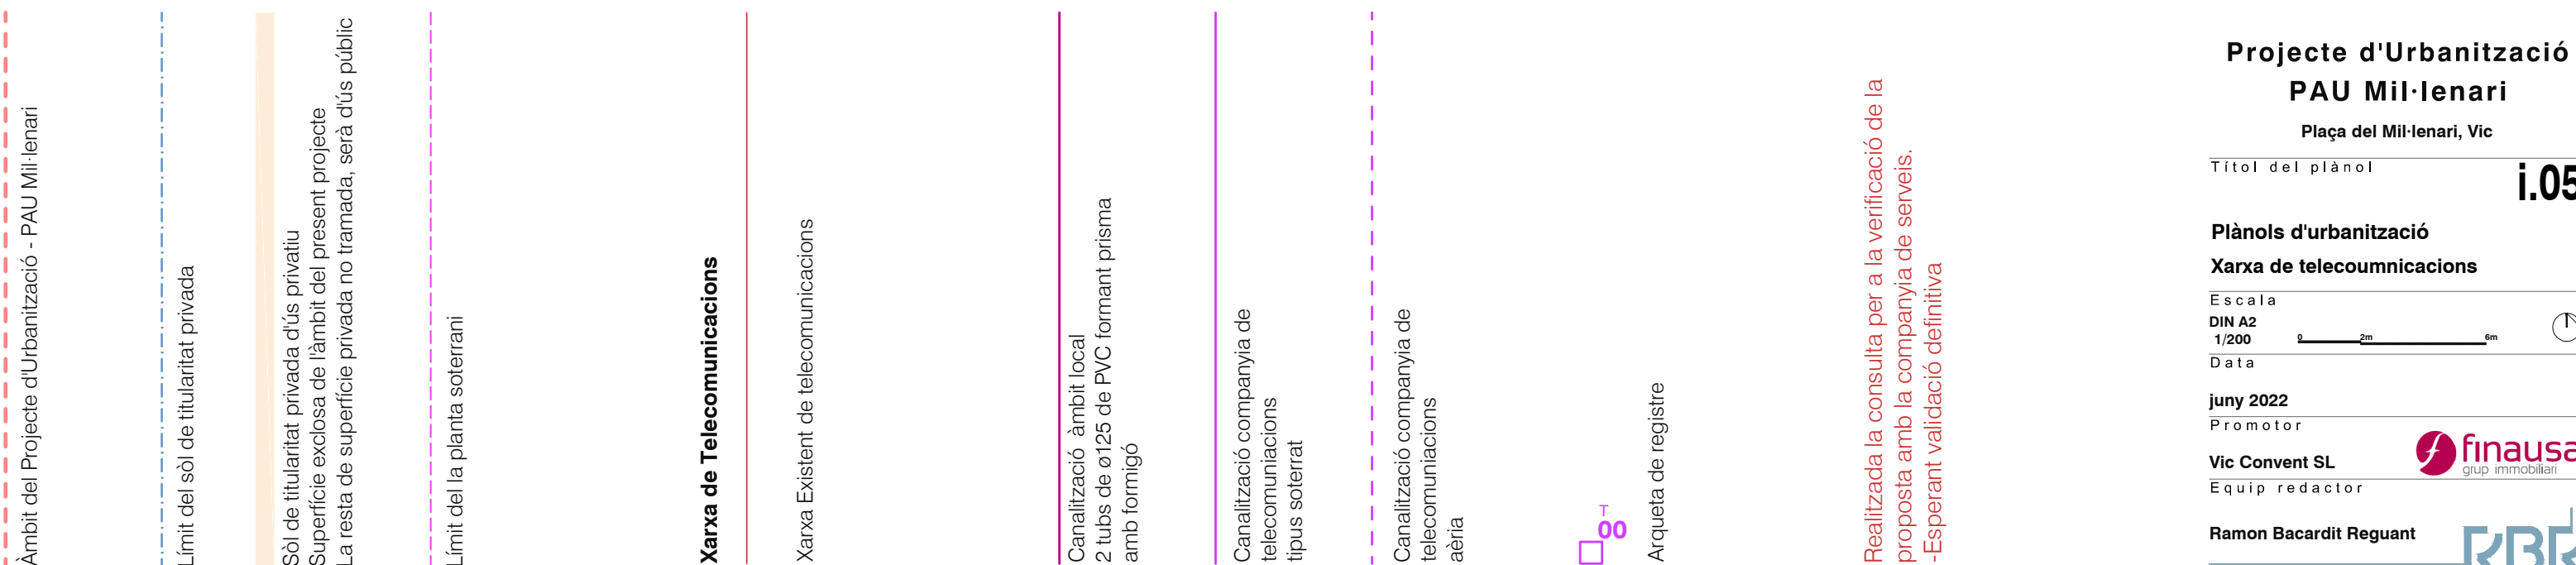 Àmbit del Projecte d'Urbanització - PAU Mil·lenari
Límit del sòl de titularitat privada
Sòl de titularitat privada d'ús privatiu
Superfície exclosa de l'àmbit del present projecte
La resta de superfície privada no tramada, serà d'ús públic
Límit del la planta soterrani
Xarxa de Telecomunicacions
Xarxa Existent de telecomunicacions
Canalització àmbit local
2 tubs de ø125 de PVC formant prisma
amb formigó
Canalització companyia de
telecomuniacions
tipus soterrat
Canalització companyia de
telecomuniacions
aèria
T
00
Arqueta de registre
Realitzada la consulta per a la verificació de la
proposta amb la companyia de serveis.
-Esperant validació definitiva
Projecte d'Urbanització
PAU Mil·lenari
Plaça del Mil·lenari, Vic
Títol del plànol
i.05
Plànols d'urbanització
Xarxa de telecoumnicacions
Escala
DIN A2
1/200
0 2m 6m
Data
juny 2022
Promotor
Vic Convent SL
finausa
grup immobiliari
Equip redactor
Ramon Bacardit Reguant